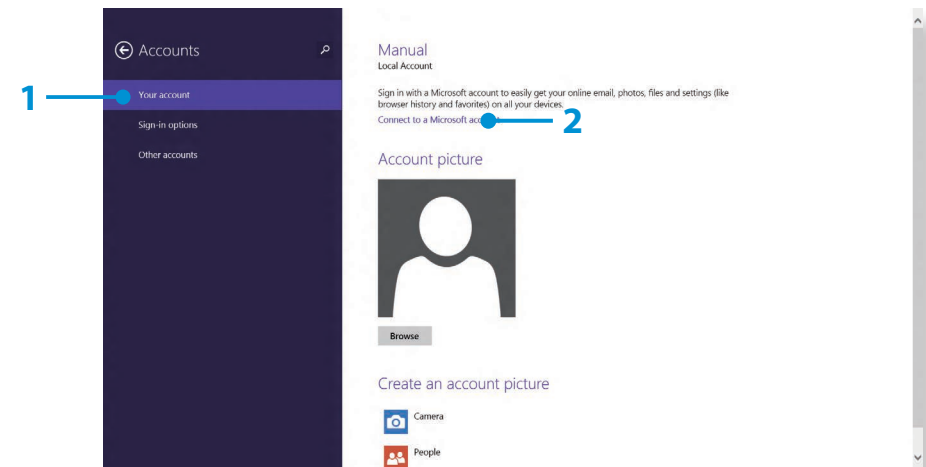 Accounts
1
Your account
Sign-in options
Other accounts
Manual
Local Account
Sign in with a Microsoft account to easily get your online email, photos, files and settings (like
browser history and favorites) on all your devices.
Connect to a Microsoft
2
Account picture
Browse
Create an account picture
Camera
People